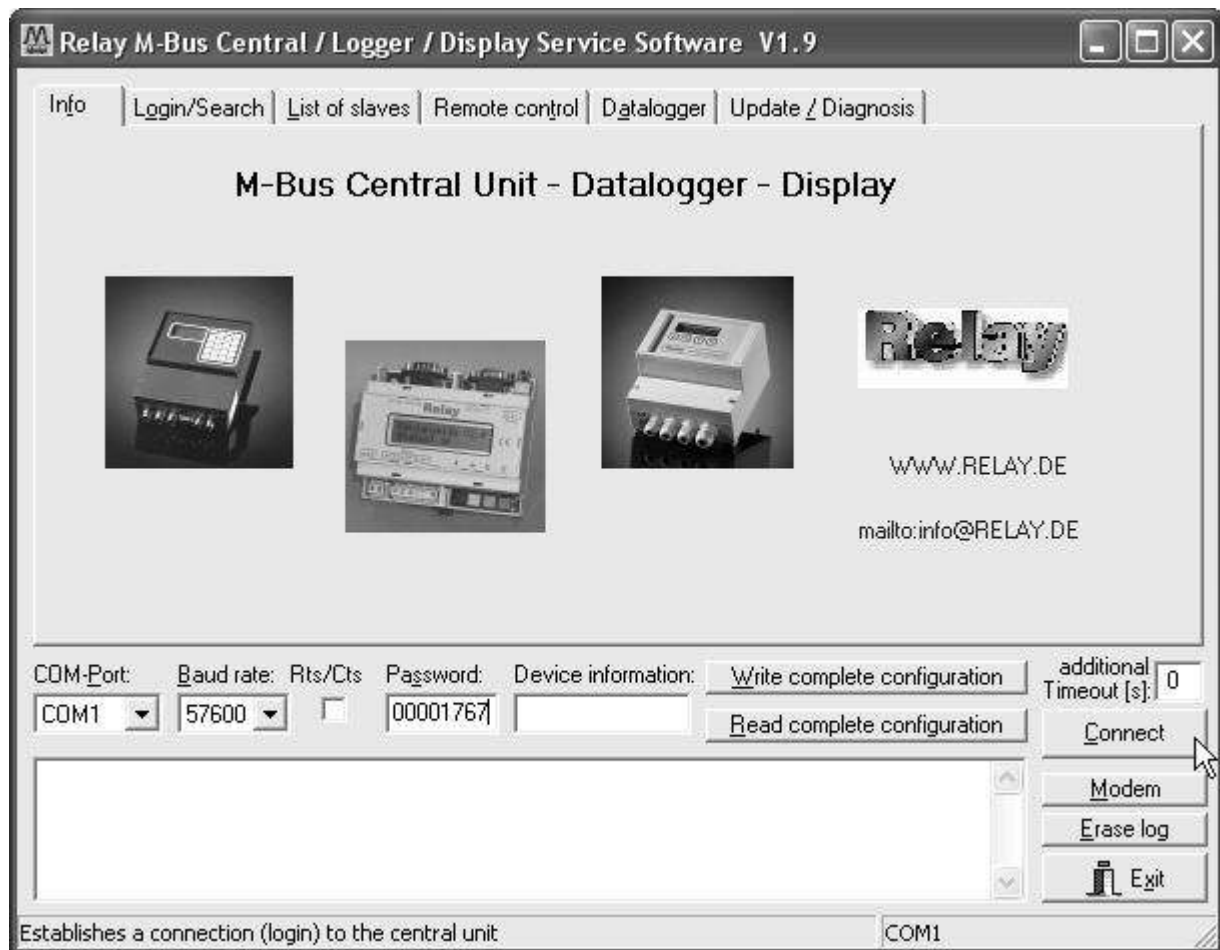 Relay M-Bus Central / Logger / Display Service Software V1.9
Info Login/Search List of slaves Remote control Datalogger Update / Diagnosis
M-Bus Central Unit - Datalogger - Display
Relay
Relay
WWW.RELAY.DE
mailto:info@RELAY.DE
COM-Port: Baud rate: Rts/Cts Password: Device information: Write complete configuration additional Timeout [s]: 0
COM1 57600 00001767 Read complete configuration Connect
Modem
Erase log
Exit
Establishes a connection (login) to the central unit COM1